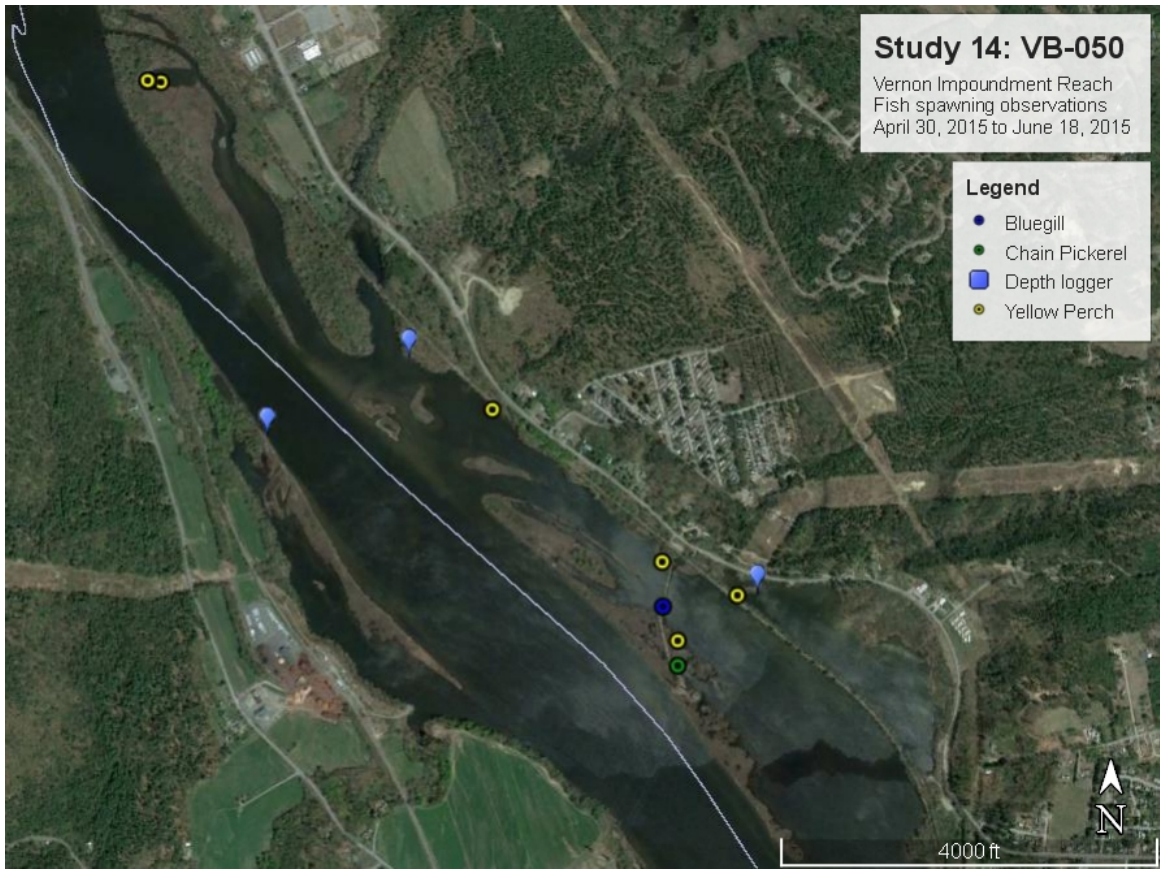 Study 14: VB-050
Vernon Impoundment Reach
Fish spawning observations
April 30, 2015 to June 18, 2015
Legend
Bluegill
Chain Pickerel
Depth logger
Yellow Perch
N
4000 ft